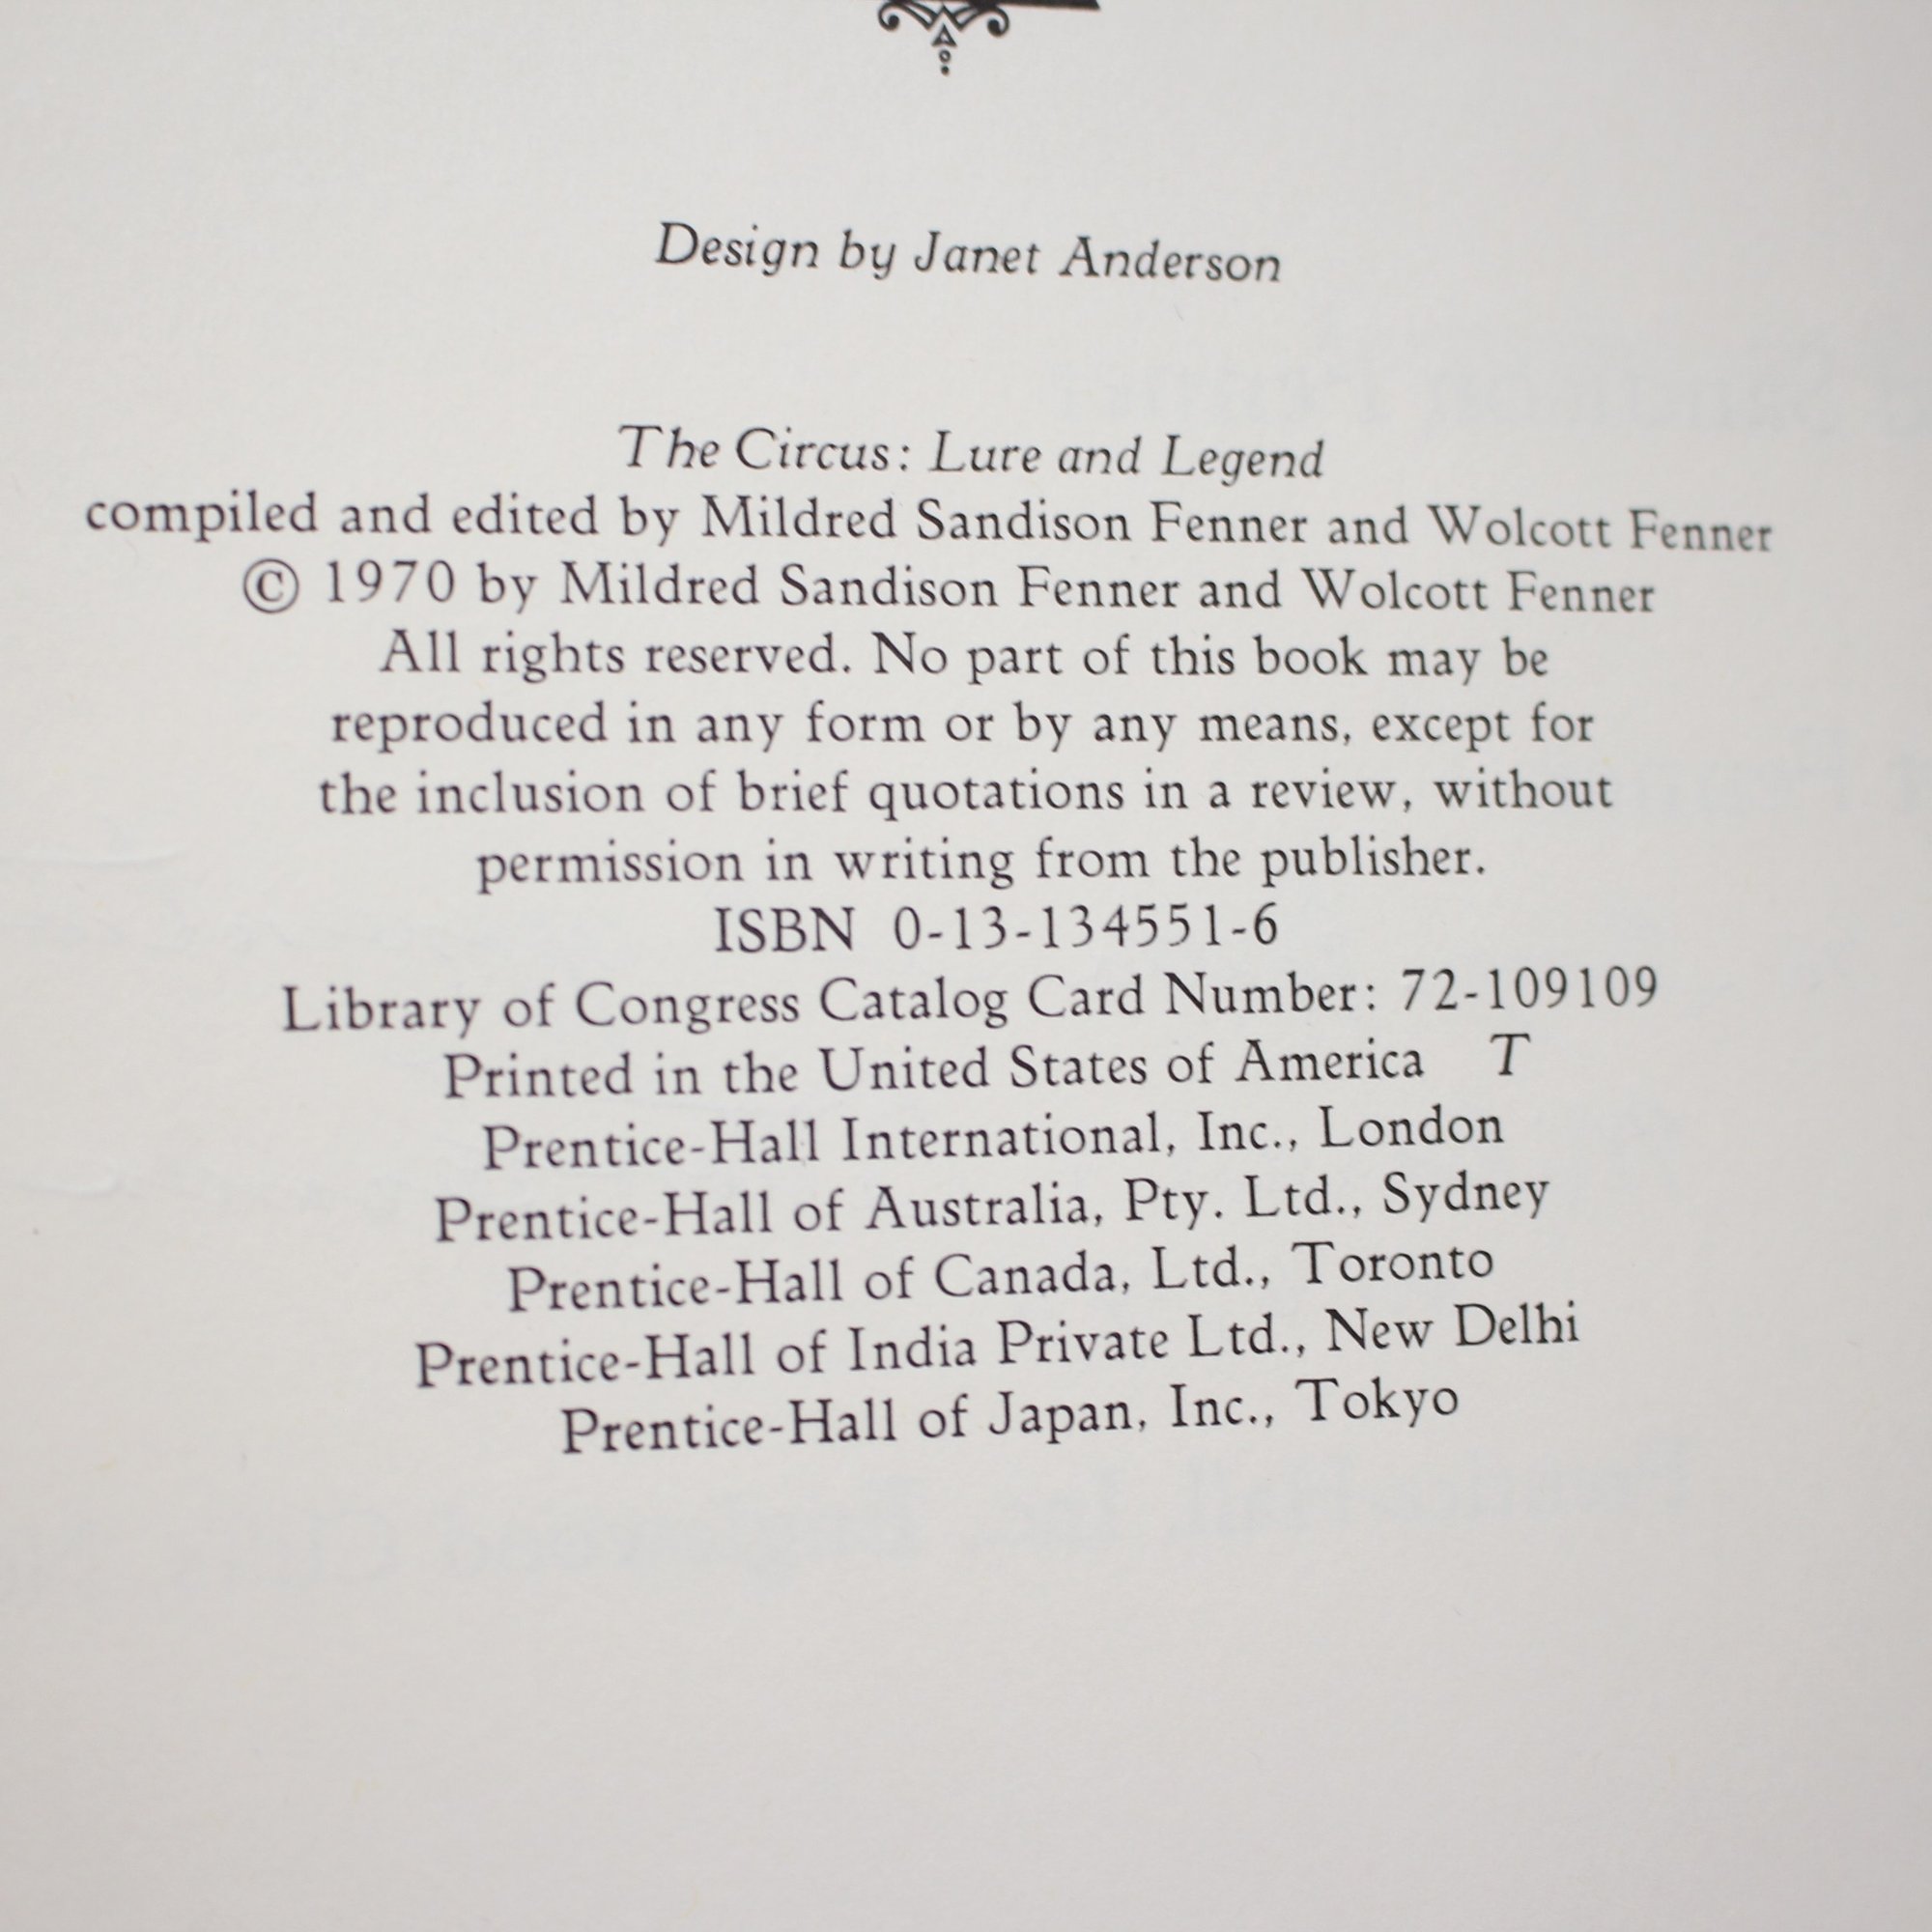 Design by Janet Anderson
The Circus: Lure and Legend
compiled and edited by Mildred Sandison Fenner and Wolcott Fenner
© 1970 by Mildred Sandison Fenner and Wolcott Fenner
All rights reserved. No part of this book may be
reproduced in any form or by any means, except for
the inclusion of brief quotations in a review, without
permission in writing from the publisher.
ISBN 0-13-134551-6
Library of Congress Catalog Card Number: 72-109109
Printed in the United States of America T
Prentice-Hall International, Inc., London
Prentice-Hall of Australia, Pty. Ltd., Sydney
Prentice-Hall of Canada, Ltd., Toronto
Prentice-Hall of India Private Ltd., New Delhi
Prentice-Hall of Japan, Inc., Tokyo